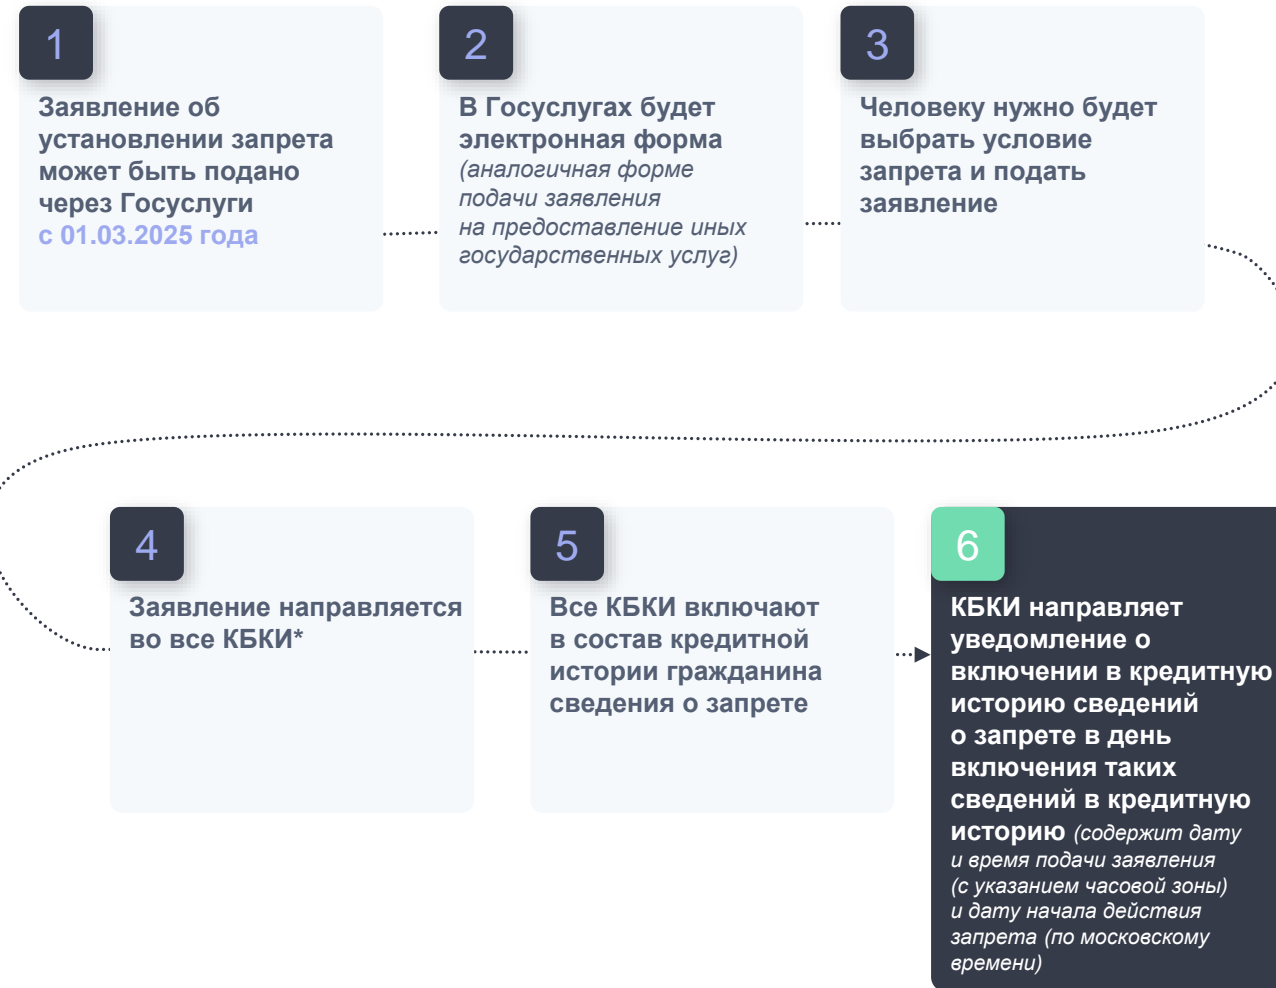 1
Заявление об
установлении запрета
может быть подано
через Госуслуги
с 01.03.2025 года
2
В Госуслугах будет
электронная форма
(аналогичная форме
подачи заявления
на предоставление иных
государственных услуг)
3
Человеку нужно будет
выбрать условие
запрета и подать
заявление
4
Заявление направляется
во все КБКИ*
5
Все КБКИ включают
в состав кредитной
истории гражданина
сведения о запрете
6
КБКИ направляет
уведомление о
включении в кредитную
историю сведений
о запрете в день
включения таких
сведений в кредитную
историю (содержит дату
и время подачи заявления
(с указанием часовой зоны)
и дату начала действия
запрета (по московскому
времени)